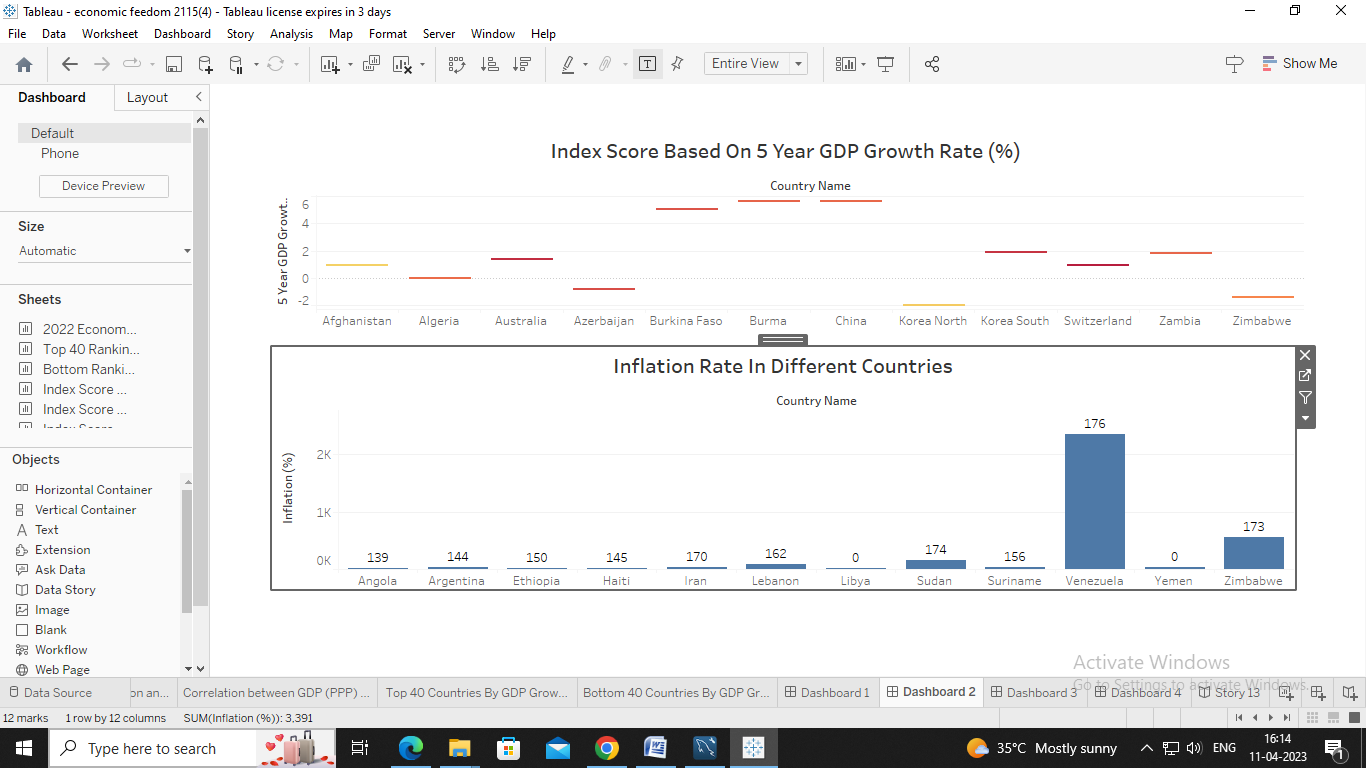 Tableau - economic feedom 2115(4) - Tableau license expires in 3 days
File Data Worksheet Dashboard Story Analysis Map Format Server Window Help
Entire View
Show Me
Dashboard
Layout
Default
Phone
Device Preview
Size
Automatic
Sheets
2022 Econom...
Top 40 Rankin...
Bottom Ranki...
Index Score ...
Index Score ...
Objects
Horizontal Container
Vertical Container
Text
Extension
Ask Data
Data Story
Image
Blank
Workflow
Web Page
Index Score Based On 5 Year GDP Growth Rate (%)
Country Name
5 Year GDP Growt..
6
4
2
0
-2
Afghanistan Algeria Australia Azerbaijan Burkina Faso Burma China Korea North Korea South Switzerland Zambia Zimbabwe
Inflation Rate In Different Countries
Country Name
Inflation (%)
2K
1K
0K
139 144 150 145 170 162 0 174 156 176 0 173
Angola Argentina Ethiopia Haiti Iran Lebanon Libya Sudan Suriname Venezuela Yemen Zimbabwe
Activate Windows
Go to Settings to activate Windows.
Data Source on an... Correlation between GDP (PPP) ... Top 40 Countries By GDP Grow... Bottom 40 Countries By GDP Gr... Dashboard 1 Dashboard 2 Dashboard 3 Dashboard 4 Story 13
12 marks 1 row by 12 columns SUM(Inflation (%)): 3,391
Type here to search
35°C Mostly sunny
ENG
16:14
11-04-2023
1